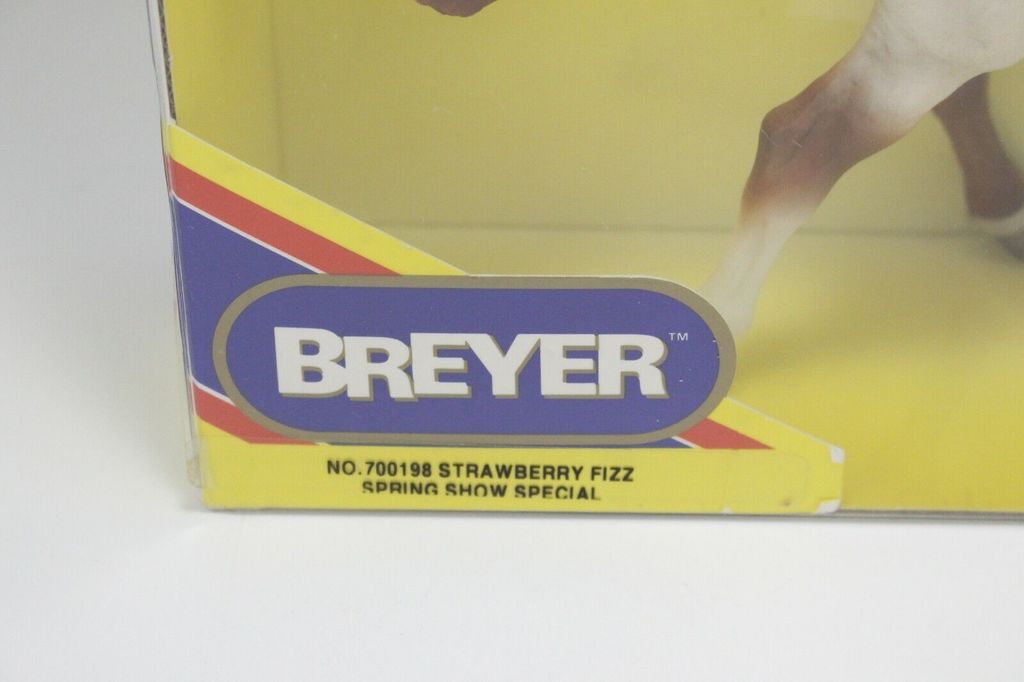 BREYER™
NO.700198 STRAWBERRY FIZZ
SPRING SHOW SPECIAL